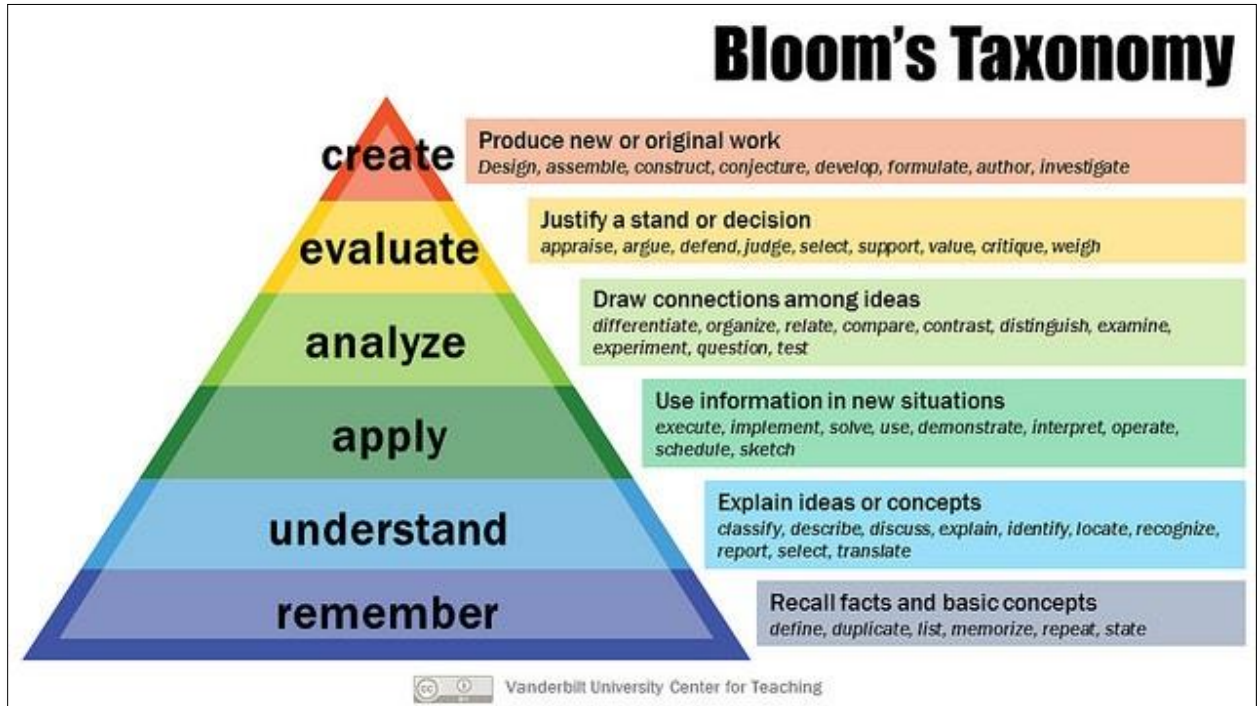 Bloom's Taxonomy
create
Produce new or original work
Design, assemble, construct, conjecture, develop, formulate, author, investigate
evaluate
Justify a stand or decision
appraise, argue, defend, judge, select, support, value, critique, weigh
analyze
Draw connections among ideas
differentiate, organize, relate, compare, contrast, distinguish, examine,
experiment, question, test
apply
Use information in new situations
execute, implement, solve, use, demonstrate, interpret, operate,
schedule, sketch
understand
Explain ideas or concepts
classify, describe, discuss, explain, identify, locate, recognize,
report, select, translate
remember
Recall facts and basic concepts
define, duplicate, list, memorize, repeat, state
cc
Vanderbilt University Center for Teaching